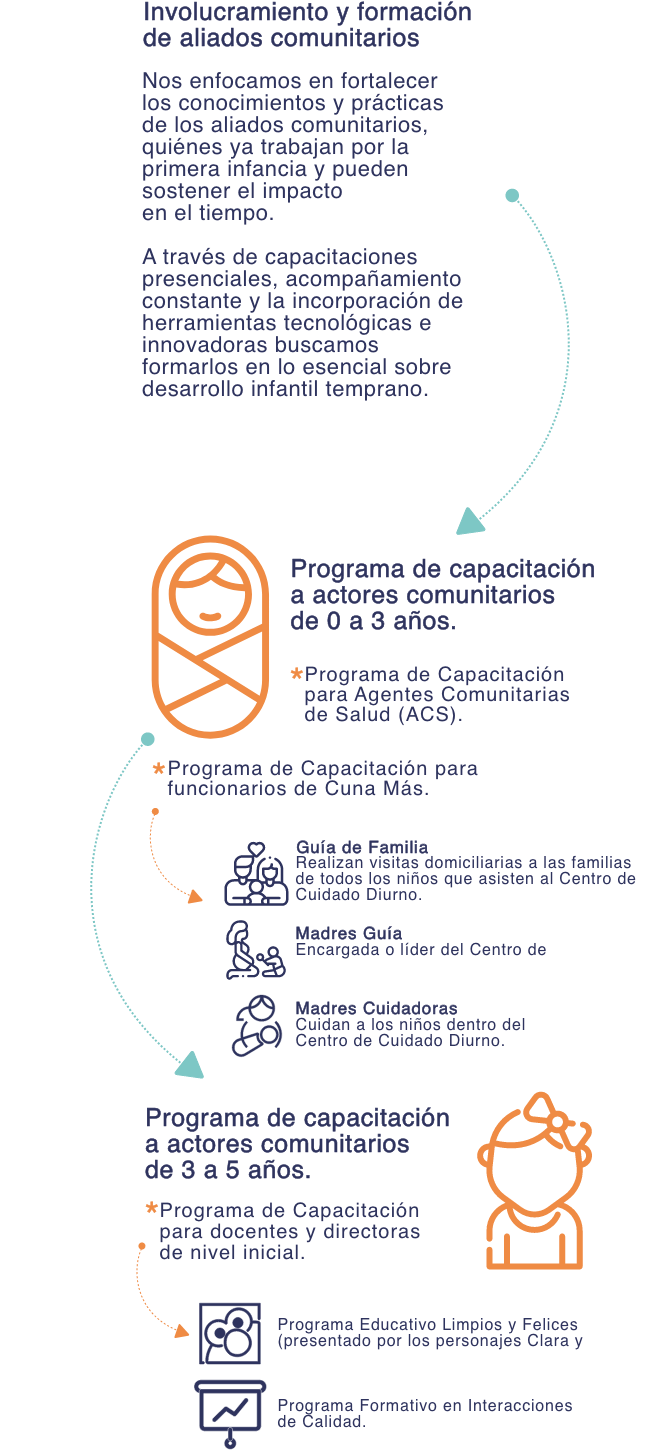 Involucramiento y formación
de aliados comunitarios
Nos enfocamos en fortalecer
los conocimientos y prácticas
de los aliados comunitarios,
quiénes ya trabajan por la
primera infancia y pueden
sostener el impacto
en el tiempo.
A través de capacitaciones
presenciales, acompañamiento
constante y la incorporación de
herramientas tecnológicas e
innovadoras buscamos
formarlos en lo esencial sobre
desarrollo infantil temprano.
Programa de capacitación
a actores comunitarios
de 0 a 3 años.
*Programa de Capacitación
para Agentes Comunitarias
de Salud (ACS).
*Programa de Capacitación para
funcionarios de Cuna Más.
Guía de Familia
Realizan visitas domiciliarias a las familias
de todos los niños que asisten al Centro de
Cuidado Diurno.
Madres Guía
Encargada o líder del Centro de
Madres Cuidadoras
Cuidan a los niños dentro del
Centro de Cuidado Diurno.
Programa de capacitación
a actores comunitarios
de 3 a 5 años.
*Programa de Capacitación
para docentes y directoras
de nivel inicial.
Programa Educativo Limpios y Felices
(presentado por los personajes Clara y
Programa Formativo en Interacciones
de Calidad.